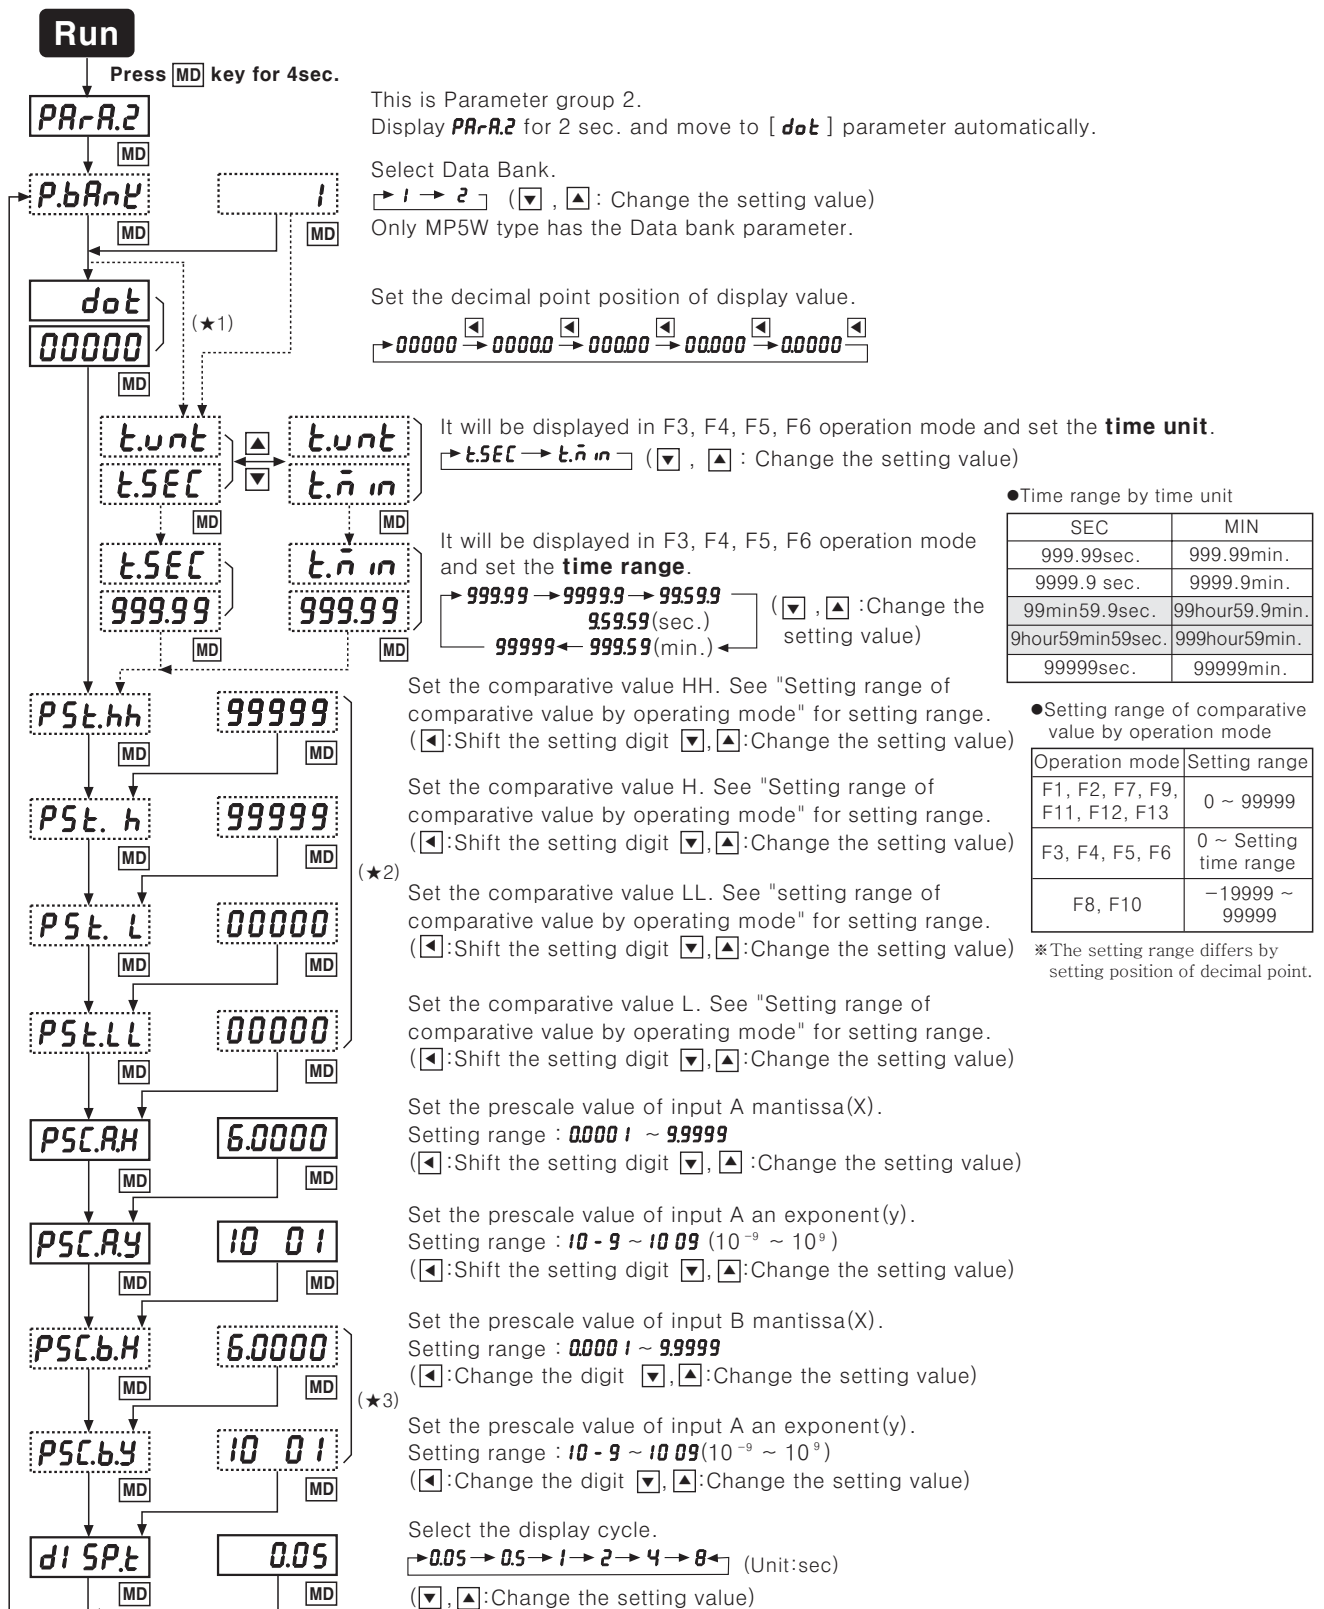 Run
Press MD key for 4sec.
PArA.2
This is Parameter group 2.
Display PArA.2 for 2 sec. and move to [ dot ] parameter automatically.
MD
P.bAnK 1
Select Data Bank.
1 → 2 (▼ , ▲ : Change the setting value)
Only MP5W type has the Data bank parameter.
MD MD
dot
00000
(★1)
MD
Set the decimal point position of display value.
◀ ◀ ◀ ◀ ◀
00000 → 0000.0 → 000.00 → 00.000 → 0.0000
t.unt ▲ t.unt
t.SEC ▼ t.min
MD MD
It will be displayed in F3, F4, F5, F6 operation mode and set the time unit.
t.SEC → t.min (▼ , ▲ : Change the setting value)
t.SEC t.min
999.99 999.99
MD MD
It will be displayed in F3, F4, F5, F6 operation mode
and set the time range.
999.99 → 9999.9 → 99.59.9
9.59.59(sec.)
99999 ← 999.59(min.)
(▼ , ▲ :Change the
setting value)
●Time range by time unit
SEC MIN
999.99sec. 999.99min.
9999.9 sec. 9999.9min.
99min59.9sec. 99hour59.9min.
9hour59min59sec. 999hour59min.
99999sec. 99999min.
PSt.hh 99999
MD MD
Set the comparative value HH. See "Setting range of
comparative value by operating mode" for setting range.
(◀:Shift the setting digit ▼, ▲:Change the setting value)
●Setting range of comparative
value by operation mode
Operation mode Setting range
F1, F2, F7, F9,
F11, F12, F13
0 ~ 99999
F3, F4, F5, F6
0 ~ Setting
time range
F8, F10
−19999 ~
99999
※The setting range differs by
setting position of decimal point.
PSt. h 99999
MD MD
Set the comparative value H. See "Setting range of
comparative value by operating mode" for setting range.
(◀:Shift the setting digit ▼, ▲:Change the setting value)
(★2)
PSt. L 00000
MD MD
Set the comparative value LL. See "setting range of
comparative value by operating mode" for setting range.
(◀:Shift the setting digit ▼, ▲:Change the setting value)
PSt.LL 00000
MD MD
Set the comparative value L. See "Setting range of
comparative value by operating mode" for setting range.
(◀:Shift the setting digit ▼, ▲:Change the setting value)
PSC.A.H 6.0000
MD MD
Set the prescale value of input A mantissa(X).
Setting range : 0.0001 ~ 9.9999
(◀:Shift the setting digit ▼, ▲ :Change the setting value)
PSC.A.y 10 01
MD MD
Set the prescale value of input A an exponent(y).
Setting range : 10 - 9 ~ 10 09 (10⁻⁹ ~ 10⁹)
(◀:Shift the setting digit ▼, ▲:Change the setting value)
PSC.b.H 6.0000
MD MD
Set the prescale value of input B mantissa(X).
Setting range : 0.0001 ~ 9.9999
(◀:Change the digit ▼, ▲:Change the setting value)
(★3)
PSC.b.y 10 01
MD MD
Set the prescale value of input A an exponent(y).
Setting range : 10 - 9 ~ 10 09(10⁻⁹ ~ 10⁹)
(◀:Change the digit ▼, ▲:Change the setting value)
dISP.t 0.05
MD MD
Select the display cycle.
0.05 → 0.5 → 1 → 2 → 4 → 8 (Unit:sec)
(▼ , ▲:Change the setting value)